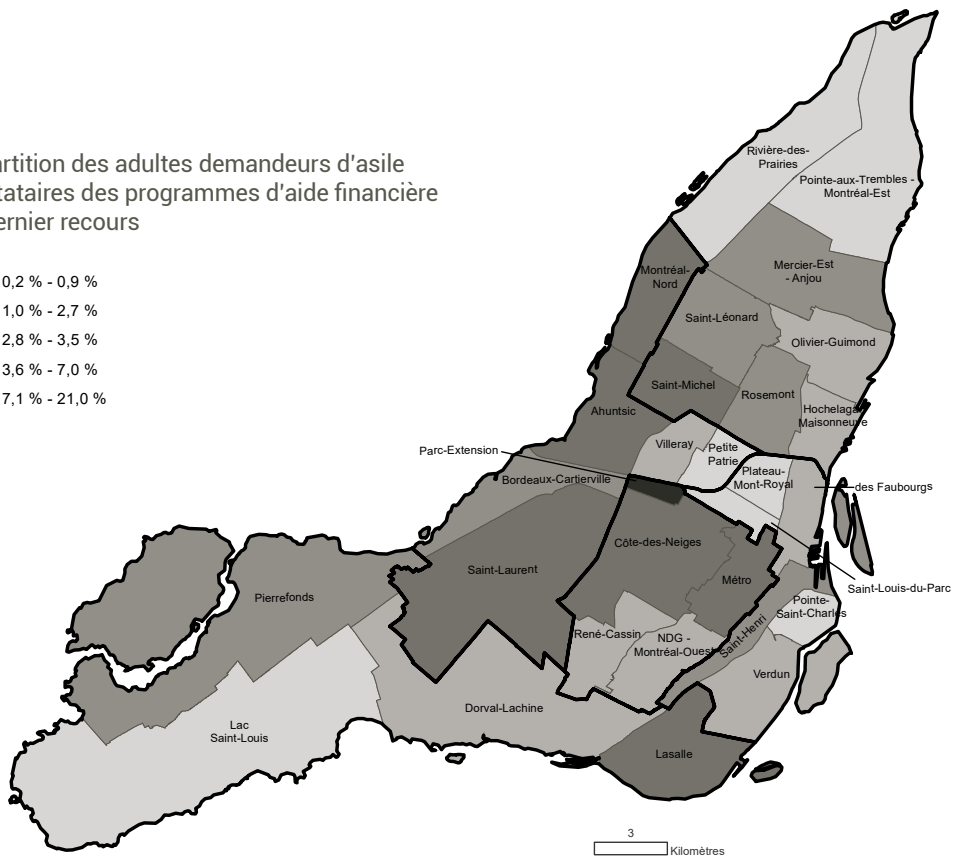 artition des adultes demandeurs d'asile
tataires des programmes d'aide financière
ernier recours
0,2 % - 0,9 %
1,0 % - 2,7 %
2,8 % - 3,5 %
3,6 % - 7,0 %
7,1 % - 21,0 %
Rivière-des-
Prairies
Pointe-aux-Trembles -
Montréal-Est
Montréal-
Nord
Mercier-Est
- Anjou
Saint-Léonard
Olivier-Guimond
Saint-Michel
Rosemont
Ahuntsic
Hochelaga
Maisonneuve
Villeray
Petite
Patrie
Parc-Extension
Plateau-
Mont-Royal
Bordeaux-Cartierville
des Faubourgs
Côte-des-Neiges
Saint-Laurent
Métro
Saint-Louis-du-Parc
Pierrefonds
Pointe-
Saint-Charles
René-Cassin
NDG -
Montréal-Ouest
Saint-Henri
Verdun
Dorval-Lachine
Lac
Saint-Louis
Lasalle
3
Kilomètres